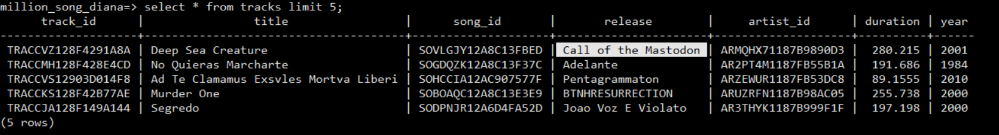 million_song_diana=> select * from tracks limit 5;
track_id | title | song_id | release | artist_id | duration | year
--------------------+-------------------------------------+--------------------+----------------------+--------------------+----------+------
TRACCVZ128F4291A8A | Deep Sea Creature | SOVLGJY12A8C13FBED | Call of the Mastodon | ARMQHX71187B9890D3 | 280.215 | 2001
TRACCMH128F428E4CD | No Quieras Marcharte | SOGDQZK12A8C13F37C | Adelante | AR2PT4M1187FB55B1A | 191.686 | 1984
TRACCVS12903D014F8 | Ad Te Clamamus Exsvles Mortva Liberi | SOHCCIA12AC907577F | Pentagrammaton | ARZEWUR1187FB53DC8 | 89.1555 | 2010
TRACCKS128F42B77AE | Murder One | SOBOAQC12A8C13E3E9 | BTNHRESURRECTION | ARUZRFN1187B98AC05 | 255.738 | 2000
TRACCJA128F149A144 | Segredo | SODPNJR12A6D4FA52D | Joao Voz E Violato | AR3THYK1187B999F1F | 197.198 | 2000
(5 rows)